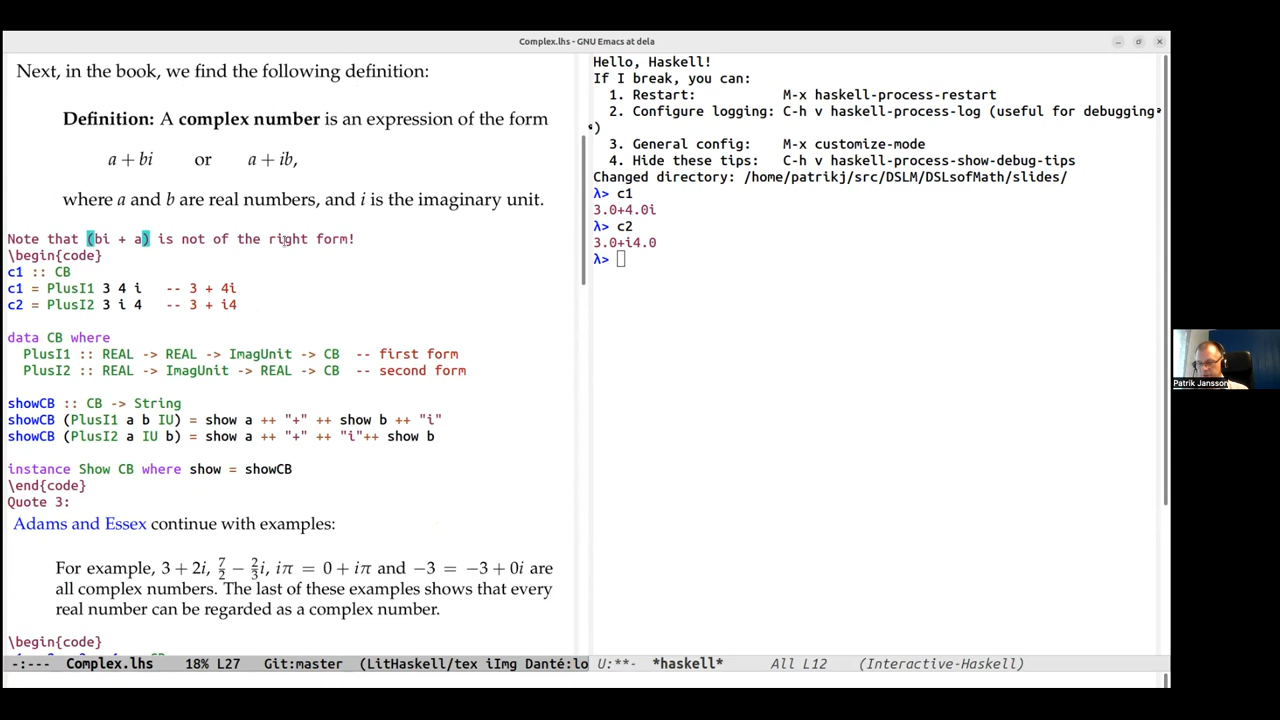 Complex.lhs - GNU Emacs at dela
Next, in the book, we find the following definition:
Definition: A complex number is an expression of the form
a + bi or a + ib,
where a and b are real numbers, and i is the imaginary unit.
Note that (bi + a) is not of the right form!
\begin{code}
c1 :: CB
c1 = PlusI1 3 4 i -- 3 + 4i
c2 = PlusI2 3 i 4 -- 3 + i4
data CB where
PlusI1 :: REAL -> REAL -> ImagUnit -> CB -- first form
PlusI2 :: REAL -> ImagUnit -> REAL -> CB -- second form
showCB :: CB -> String
showCB (PlusI1 a b IU) = show a ++ "+" ++ show b ++ "i"
showCB (PlusI2 a IU b) = show a ++ "+" ++ "i"++ show b
instance Show CB where show = showCB
\end{code}
Quote 3:
Adams and Essex continue with examples:
For example, 3 + 2i, 7/2 − 2/3i, iπ = 0 + iπ and −3 = −3 + 0i are
all complex numbers. The last of these examples shows that every
real number can be regarded as a complex number.
\begin{code}
-:--- Complex.lhs 18% L27 Git:master (LitHaskell/tex iImg Danté:lo
Hello, Haskell!
If I break, you can:
1. Restart: M-x haskell-process-restart
2. Configure logging: C-h v haskell-process-log (useful for debugging
)
3. General config: M-x customize-mode
4. Hide these tips: C-h v haskell-process-show-debug-tips
Changed directory: /home/patrikj/src/DSLM/DSLsofMath/slides/
λ> c1
3.0+4.0i
λ> c2
3.0+i4.0
λ>
U:**- *haskell* All L12 (Interactive-Haskell)
Patrik Jansson